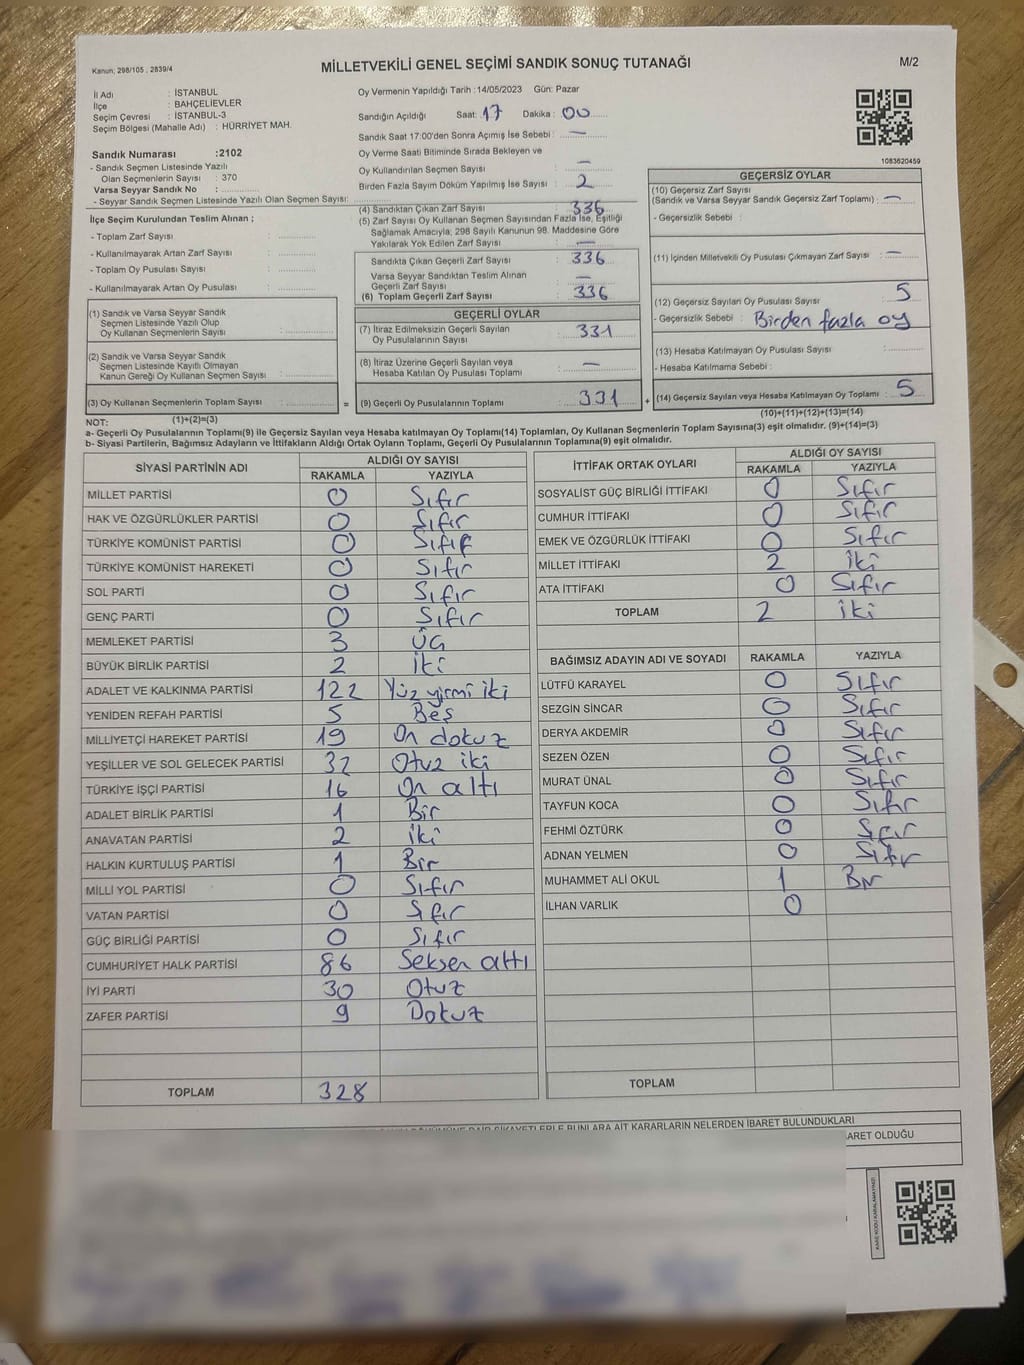 Kanun; 298/105 , 2839/4
MİLLETVEKİLİ GENEL SEÇİMİ SANDIK SONUÇ TUTANAĞI
M/2
İl Adı : İSTANBUL
İlçe : BAHÇELİEVLER
Seçim Çevresi : İSTANBUL-3
Seçim Bölgesi (Mahalle Adı) : HÜRRİYET MAH.
Sandık Numarası :2102
- Sandık Seçmen Listesinde Yazılı
Olan Seçmenlerin Sayısı : 370
Varsa Seyyar Sandık No :
- Seyyar Sandık Seçmen Listesinde Yazılı Olan Seçmen Sayısı:
İlçe Seçim Kurulundan Teslim Alınan ;
- Toplam Zarf Sayısı :
- Kullanılmayarak Artan Zarf Sayısı :
- Toplam Oy Pusulası Sayısı :
- Kullanılmayarak Artan Oy Pusulası :
(1) Sandık ve Varsa Seyyar Sandık
Seçmen Listesinde Yazılı Olup
Oy Kullanan Seçmenlerin Sayısı :
(2) Sandık ve Varsa Seyyar Sandık
Seçmen Listesinde Kayıtlı Olmayan
Kanun Gereği Oy Kullanan Seçmen Sayısı :
(3) Oy Kullanan Seçmenlerin Toplam Sayısı :
(1)+(2)=(3)
Oy Vermenin Yapıldığı Tarih : 14/05/2023 Gün: Pazar
Sandığın Açıldığı Saat: 17 Dakika : 00
Sandık Saat 17:00'den Sonra Açımış İse Sebebi : —
Oy Verme Saati Bitiminde Sırada Bekleyen ve
Oy Kullandırılan Seçmen Sayısı : —
Birden Fazla Sayım Döküm Yapılmış İse Sayısı : 2
(4) Sandıktan Çıkan Zarf Sayısı : 336
(5) Zarf Sayısı Oy Kullanan Seçmen Sayısından Fazla İse, Eşitliği
Sağlamak Amacıyla; 298 Sayılı Kanunun 98. Maddesine Göre
Yakılarak Yok Edilen Zarf Sayısı : —
Sandıkta Çıkan Geçerli Zarf Sayısı : 336
Varsa Seyyar Sandıktan Teslim Alınan
Geçerli Zarf Sayısı : —
(6) Toplam Geçerli Zarf Sayısı : 336
GEÇERLİ OYLAR
(7) İtiraz Edilmeksizin Geçerli Sayılan
Oy Pusulalarının Sayısı : 331
(8) İtiraz Üzerine Geçerli Sayılan veya
Hesaba Katılan Oy Pusulası Toplamı : —
= (9) Geçerli Oy Pusulalarının Toplamı : 331 +
1083620459
GEÇERSİZ OYLAR
(10) Geçersiz Zarf Sayısı
(Sandık ve Varsa Seyyar Sandık Geçersiz Zarf Toplamı) : —
- Geçersizlik Sebebi :
(11) İçinden Milletvekili Oy Pusulası Çıkmayan Zarf Sayısı : —
(12) Geçersiz Sayılan Oy Pusulası Sayısı : 5
- Geçersizlik Sebebi : Birden fazla oy
(13) Hesaba Katılmayan Oy Pusulası Sayısı :
- Hesaba Katılmama Sebebi :
(14) Geçersiz Sayılan veya Hesaba Katılmayan Oy Toplamı : 5
(10)+(11)+(12)+(13)=(14)
NOT:
a- Geçerli Oy Pusulalarının Toplamı(9) ile Geçersiz Sayılan veya Hesaba katılmayan Oy Toplamı(14) Toplamları, Oy Kullanan Seçmenlerin Toplam Sayısına(3) eşit olmalıdır. (9)+(14)=(3)
b- Siyasi Partilerin, Bağımsız Adayların ve İttifakların Aldığı Ortak Oyların Toplamı, Geçerli Oy Pusulalarının Toplamına(9) eşit olmalıdır.
SİYASİ PARTİNİN ADI ALDIĞI OY SAYISI
RAKAMLA YAZIYLA
MİLLET PARTİSİ 0 Sıfır
HAK VE ÖZGÜRLÜKLER PARTİSİ 0 Sıfır
TÜRKİYE KOMÜNİST PARTİSİ 0 Sıfır
TÜRKİYE KOMÜNİST HAREKETİ 0 Sıfır
SOL PARTİ 0 Sıfır
GENÇ PARTİ 0 Sıfır
MEMLEKET PARTİSİ 3 Üç
BÜYÜK BİRLİK PARTİSİ 2 İki
ADALET VE KALKINMA PARTİSİ 122 Yüz yirmi iki
YENİDEN REFAH PARTİSİ 5 Beş
MİLLİYETÇİ HAREKET PARTİSİ 19 On dokuz
YEŞİLLER VE SOL GELECEK PARTİSİ 32 Otuz iki
TÜRKİYE İŞÇİ PARTİSİ 16 On altı
ADALET BİRLİK PARTİSİ 1 Bir
ANAVATAN PARTİSİ 2 İki
HALKIN KURTULUŞ PARTİSİ 1 Bir
MİLLİ YOL PARTİSİ 0 Sıfır
VATAN PARTİSİ 0 Sıfır
GÜÇ BİRLİĞİ PARTİSİ 0 Sıfır
CUMHURİYET HALK PARTİSİ 86 Seksen altı
İYİ PARTİ 30 Otuz
ZAFER PARTİSİ 9 Dokuz
TOPLAM 328
İTTİFAK ORTAK OYLARI ALDIĞI OY SAYISI
RAKAMLA YAZIYLA
SOSYALİST GÜÇ BİRLİĞİ İTTİFAKI 0 Sıfır
CUMHUR İTTİFAKI 0 Sıfır
EMEK VE ÖZGÜRLÜK İTTİFAKI 0 Sıfır
MİLLET İTTİFAKI 2 İki
ATA İTTİFAKI 0 Sıfır
TOPLAM 2 İki
BAĞIMSIZ ADAYIN ADI VE SOYADI RAKAMLA YAZIYLA
LÜTFÜ KARAYEL 0 Sıfır
SEZGİN SİNCAR 0 Sıfır
DERYA AKDEMİR 0 Sıfır
SEZEN ÖZEN 0 Sıfır
MURAT ÜNAL 0 Sıfır
TAYFUN KOCA 0 Sıfır
FEHMİ ÖZTÜRK 0 Sıfır
ADNAN YELMEN 0 Sıfır
MUHAMMET ALİ OKUL 1 Bir
İLHAN VARLIK 0
TOPLAM
BUNLARA AİT KARARLARIN NELERDEN İBARET BULUNDUKLARI
OLDUĞU